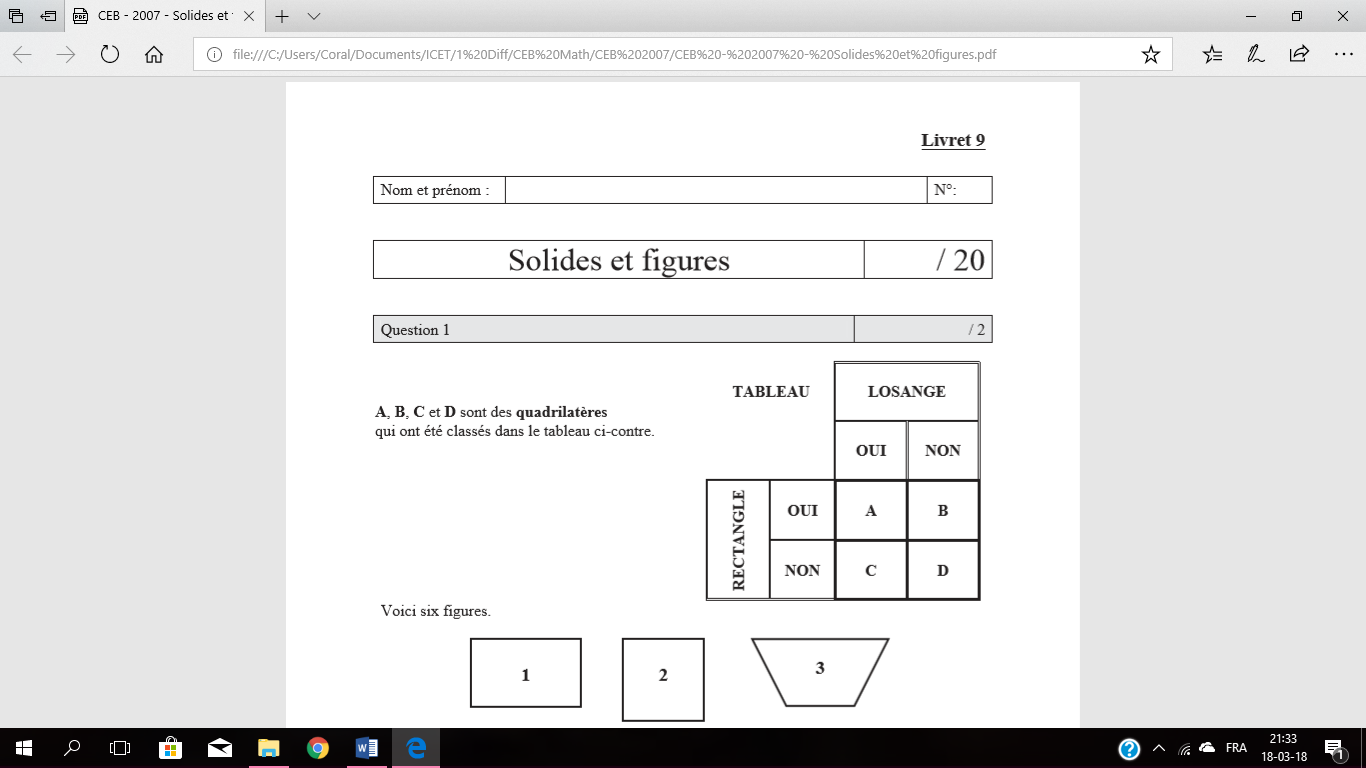 CEB - 2007 - Solides et
file:///C:/Users/Coral/Documents/ICET/1%20Diff/CEB%20Math/CEB%202007/CEB%20-%202007%20-%20Solides%20et%20figures.pdf
Livret 9
Nom et prénom :
N°:
Solides et figures
/ 20
Question 1
/ 2
TABLEAU
LOSANGE
A, B, C et D sont des quadrilatères
qui ont été classés dans le tableau ci-contre.
OUI NON
RECTANGLE
OUI A B
NON C D
Voici six figures.
1 2 3
FRA
21:33
18-03-18
1